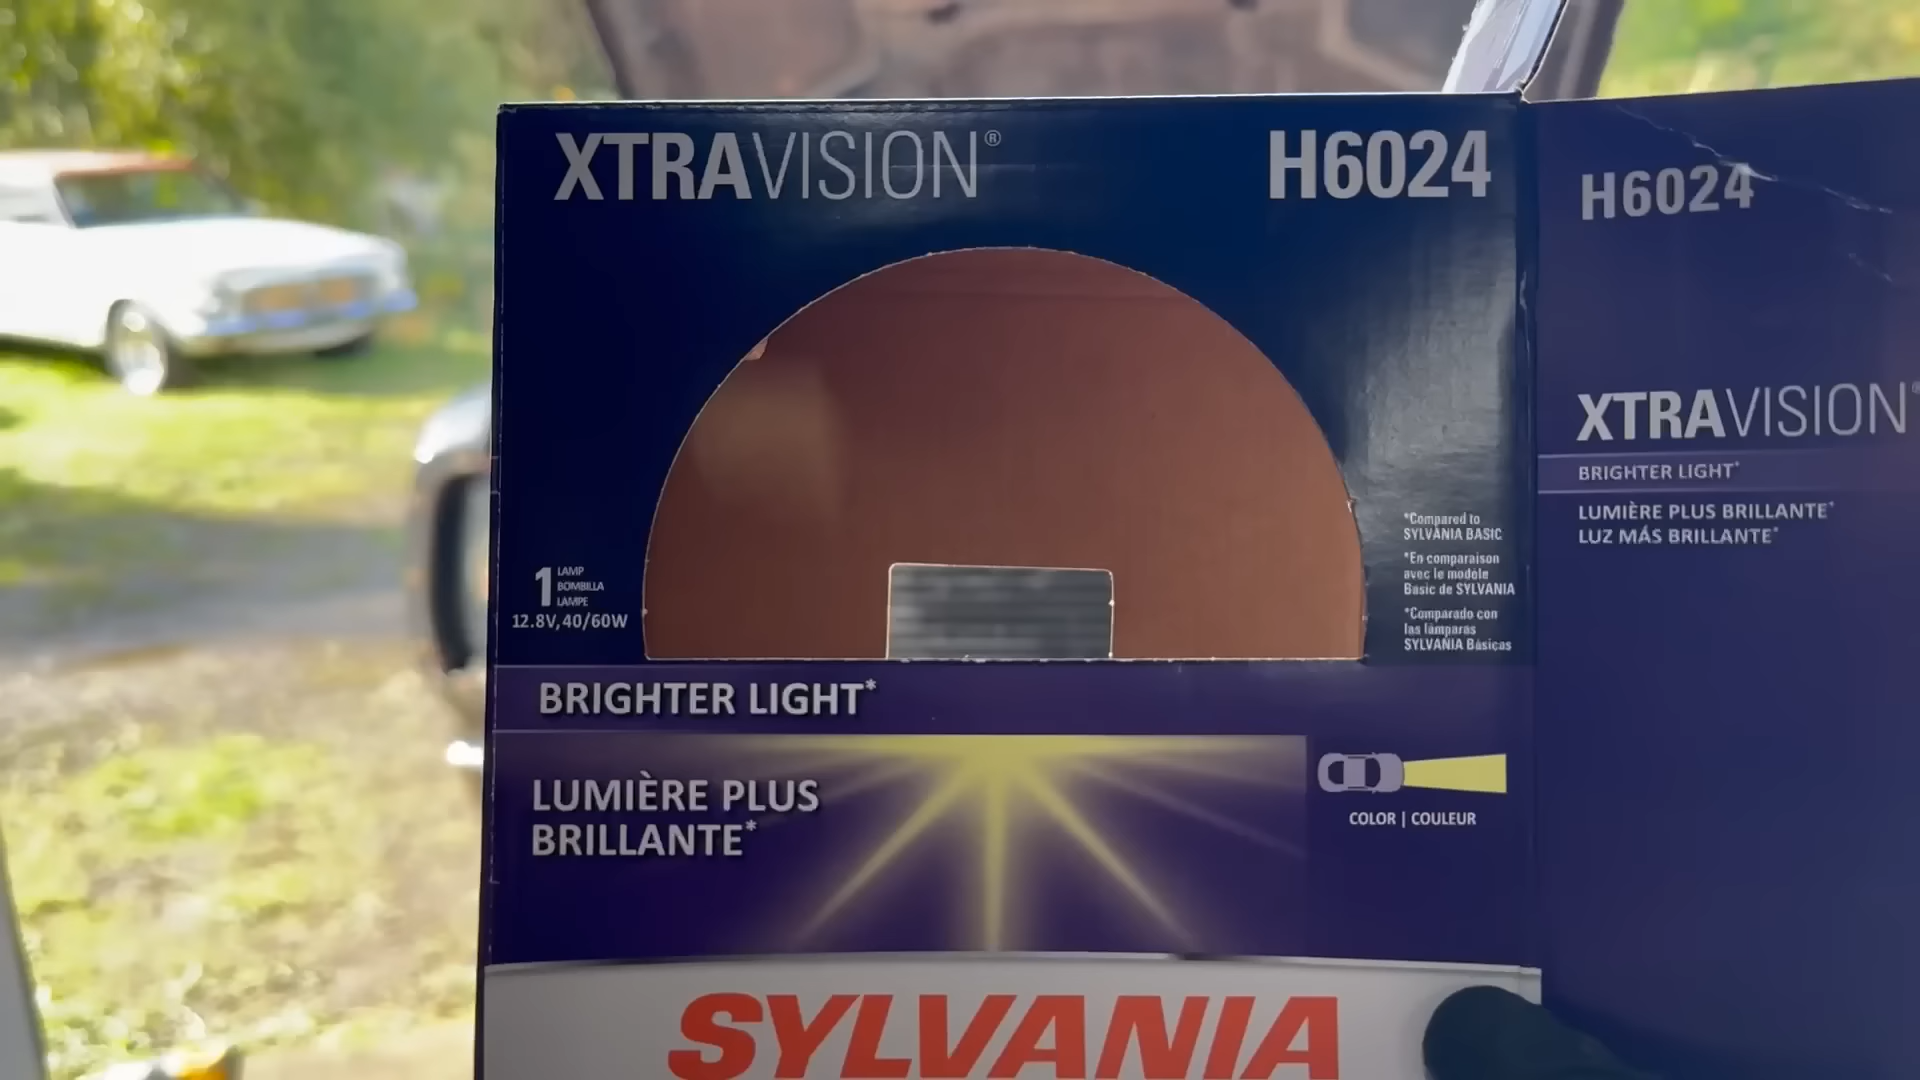 XTRAVISION®
H6024
1 LAMP
BOMBILLA
LAMPE
12.8V, 40/60W
*Compared to
SYLVANIA BASIC
*En comparaison
avec le modèle
Basic de SYLVANIA
*Comparado con
las lámparas
SYLVANIA Básicas
BRIGHTER LIGHT*
LUMIÈRE PLUS
BRILLANTE*
COLOR | COULEUR
SYLVANIA
H6024
XTRAVISION®
BRIGHTER LIGHT*
LUMIÈRE PLUS BRILLANTE*
LUZ MÁS BRILLANTE*